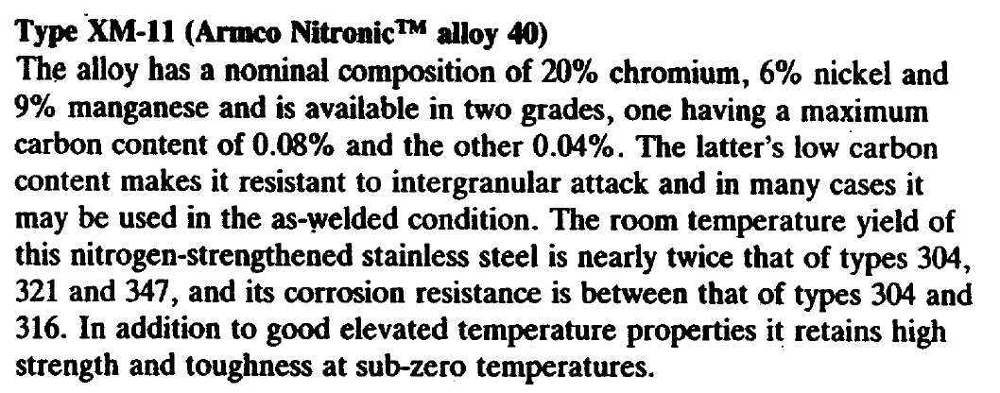 Type XM-11 (Armco Nitronic™ alloy 40)
The alloy has a nominal composition of 20% chromium, 6% nickel and
9% manganese and is available in two grades, one having a maximum
carbon content of 0.08% and the other 0.04%. The latter's low carbon
content makes it resistant to intergranular attack and in many cases it
may be used in the as-welded condition. The room temperature yield of
this nitrogen-strengthened stainless steel is nearly twice that of types 304,
321 and 347, and its corrosion resistance is between that of types 304 and
316. In addition to good elevated temperature properties it retains high
strength and toughness at sub-zero temperatures.